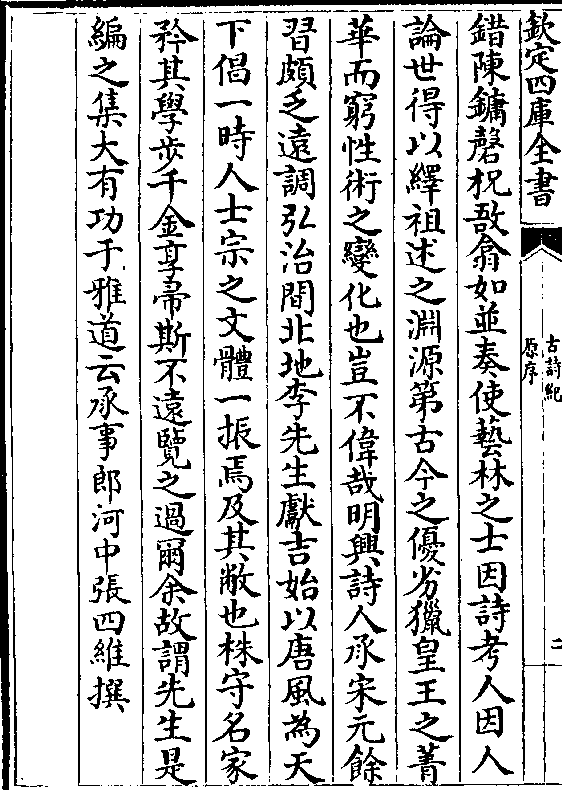 欽定四庫全書
古詩紀
原序
二
錯陳鏞磬柷敔翕如並奏使藝林之士因詩考人因人
論世得以繹祖述之淵源第古今之優劣獵皇王之菁
華而窮性術之變化也豈不偉哉明興詩人承宋元餘
習頗乏遠調弘治間北地李先生獻吉始以唐風為天
下倡一時人士宗之文體一振焉及其敝也株守名家
矜其學步千金享帚斯不遠覽之過爾余故謂先生是
編之集大有功于雅道云承事郎河中張四維撰